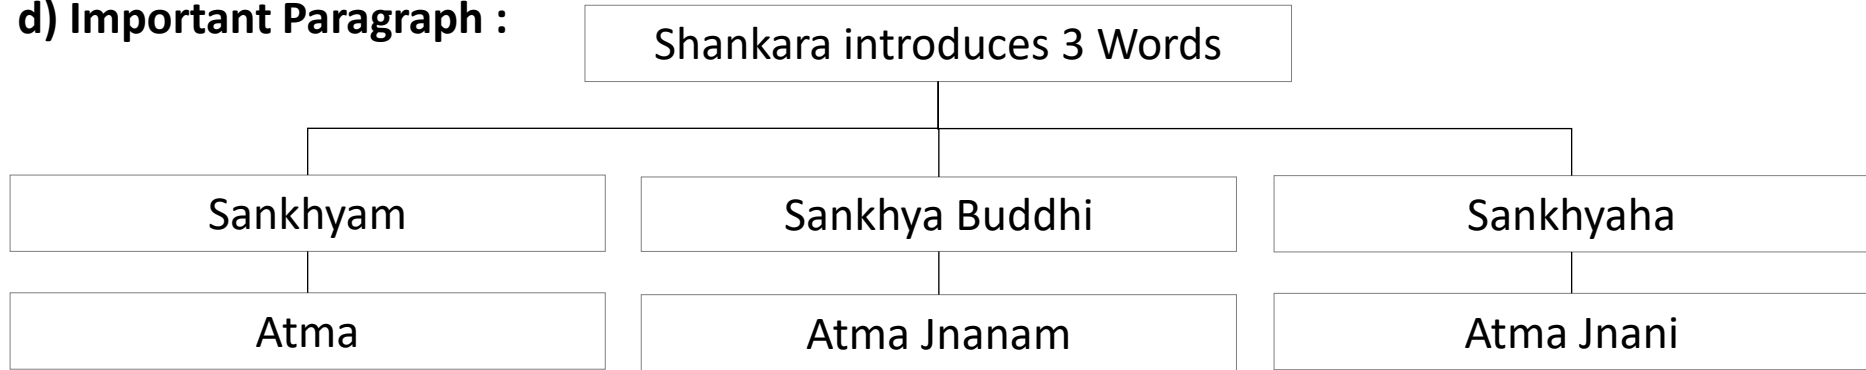 d) Important Paragraph :
Shankara introduces 3 Words
Sankhyam
Sankhya Buddhi
Sankhyaha
Atma
Atma Jnanam
Atma Jnani